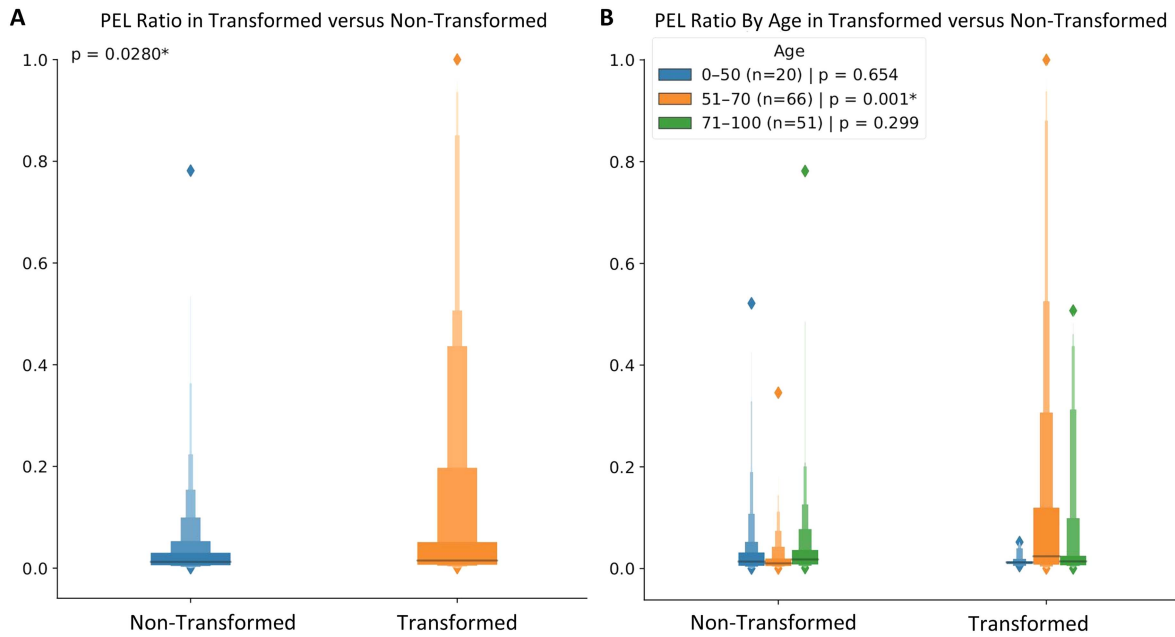 A
PEL Ratio in Transformed versus Non-Transformed
p = 0.0280*
1.0
0.8
0.6
0.4
0.2
0.0
Non-Transformed
Transformed
B
PEL Ratio By Age in Transformed versus Non-Transformed
Age
0–50 (n=20) | p = 0.654
51–70 (n=66) | p = 0.001*
71–100 (n=51) | p = 0.299
1.0
0.8
0.6
0.4
0.2
0.0
Non-Transformed
Transformed